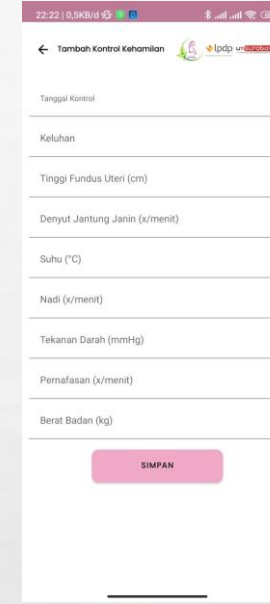 22:22 | 0,5KB/d
Tambah Kontrol Kehamilan
lpdp
Tanggal Kontrol
Keluhan
Tinggi Fundus Uteri (cm)
Denyut Jantung Janin (x/menit)
Suhu (°C)
Nadi (x/menit)
Tekanan Darah (mmHg)
Pernafasan (x/menit)
Berat Badan (kg)
SIMPAN